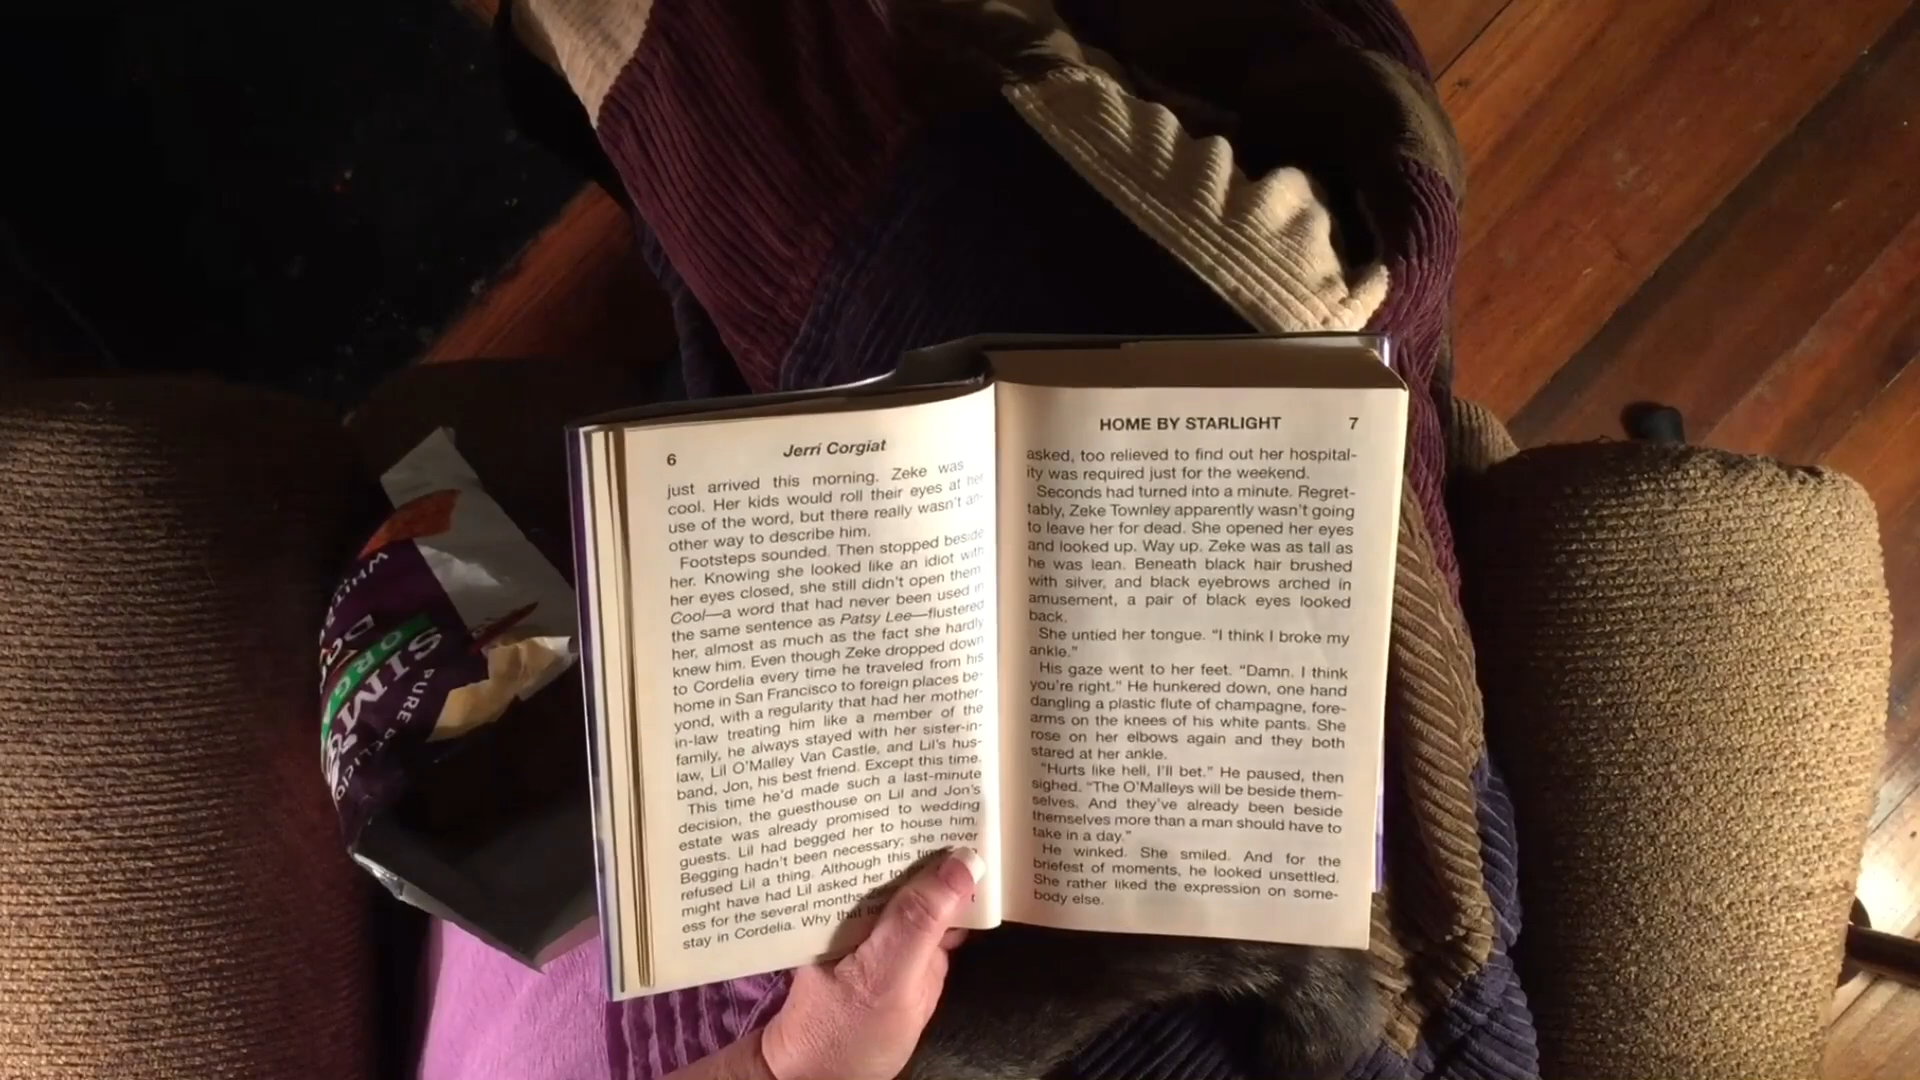 6
Jerri Corgiat
just arrived this morning. Zeke was
cool. Her kids would roll their eyes at her
use of the word, but there really wasn't an-
other way to describe him.
Footsteps sounded. Then stopped beside
her. Knowing she looked like an idiot with
her eyes closed, she still didn't open them.
Cool—a word that had never been used in
the same sentence as Patsy Lee—flustered
her, almost as much as the fact she hardly
knew him. Even though Zeke dropped down
to Cordelia every time he traveled from his
home in San Francisco to foreign places be-
yond, with a regularity that had her mother-
in-law treating him like a member of the
family, he always stayed with her sister-in-
law, Lil O'Malley Van Castle, and Lil's hus-
band, Jon, his best friend. Except this time.
This time he'd made such a last-minute
decision, the guesthouse on Lil and Jon's
estate was already promised to wedding
guests. Lil had begged her to house him.
Begging hadn't been necessary; she never
refused Lil a thing. Although this
might have had Lil asked her to
ess for the several months
stay in Cordelia. Why that
HOME BY STARLIGHT
7
asked, too relieved to find out her hospital-
ity was required just for the weekend.
Seconds had turned into a minute. Regret-
tably, Zeke Townley apparently wasn't going
to leave her for dead. She opened her eyes
and looked up. Way up. Zeke was as tall as
he was lean. Beneath black hair brushed
with silver, and black eyebrows arched in
amusement, a pair of black eyes looked
back.
She untied her tongue. "I think I broke my
ankle."
His gaze went to her feet. "Damn. I think
you're right." He hunkered down, one hand
dangling a plastic flute of champagne, fore-
arms on the knees of his white pants. She
rose on her elbows again and they both
stared at her ankle.
"Hurts like hell, I'll bet." He paused, then
sighed. "The O'Malleys will be beside them-
selves. And they've already been beside
themselves more than a man should have to
take in a day."
He winked. She smiled. And for the
briefest of moments, he looked unsettled.
She rather liked the expression on some-
body else.
PURE